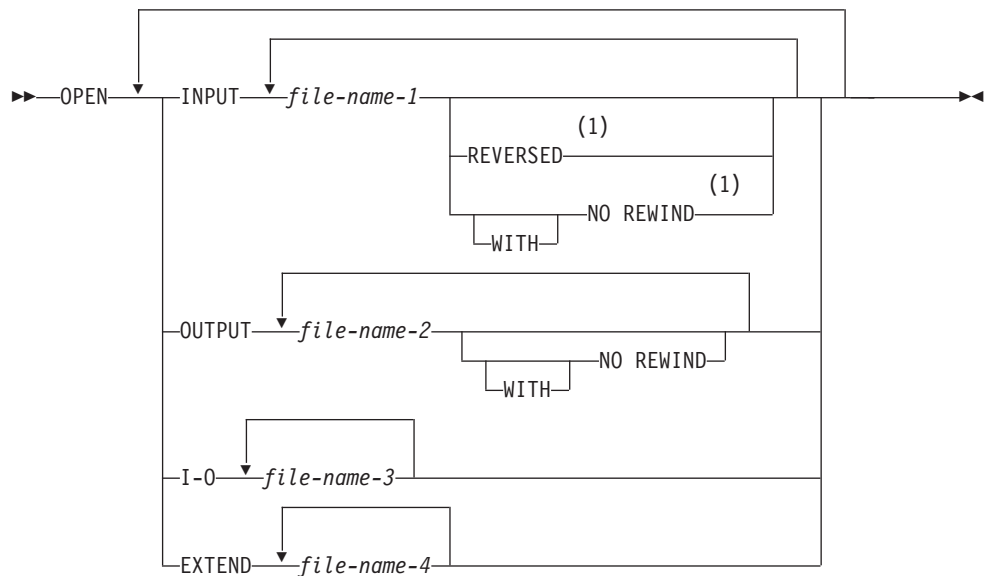 OPEN INPUT file-name-1
(1)
REVERSED
(1)
NO REWIND
WITH
OUTPUT file-name-2
NO REWIND
WITH
I-O file-name-3
EXTEND file-name-4